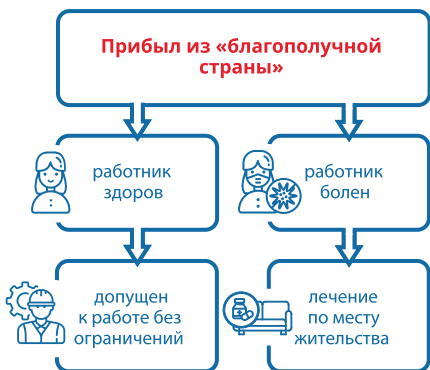 Прибыл из «благополучной
страны»
работник
здоров
работник
болен
допущен
к работе без
ограничений
лечение
по месту
жительства